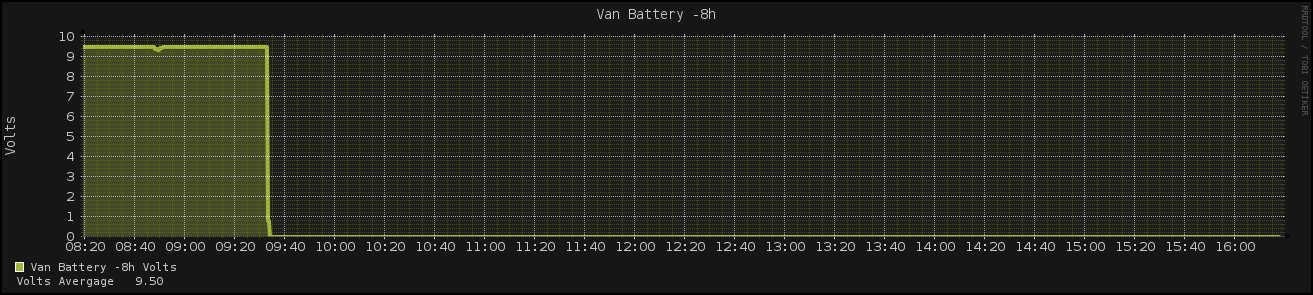 Van Battery -8h
RRDTOOL / TOBI OETIKER
Volts
10
9
8
7
6
5
4
3
2
1
0
08:20 08:40 09:00 09:20 09:40 10:00 10:20 10:40 11:00 11:20 11:40 12:00 12:20 12:40 13:00 13:20 13:40 14:00 14:20 14:40 15:00 15:20 15:40 16:00
Van Battery -8h Volts
Volts Avergage 9.50